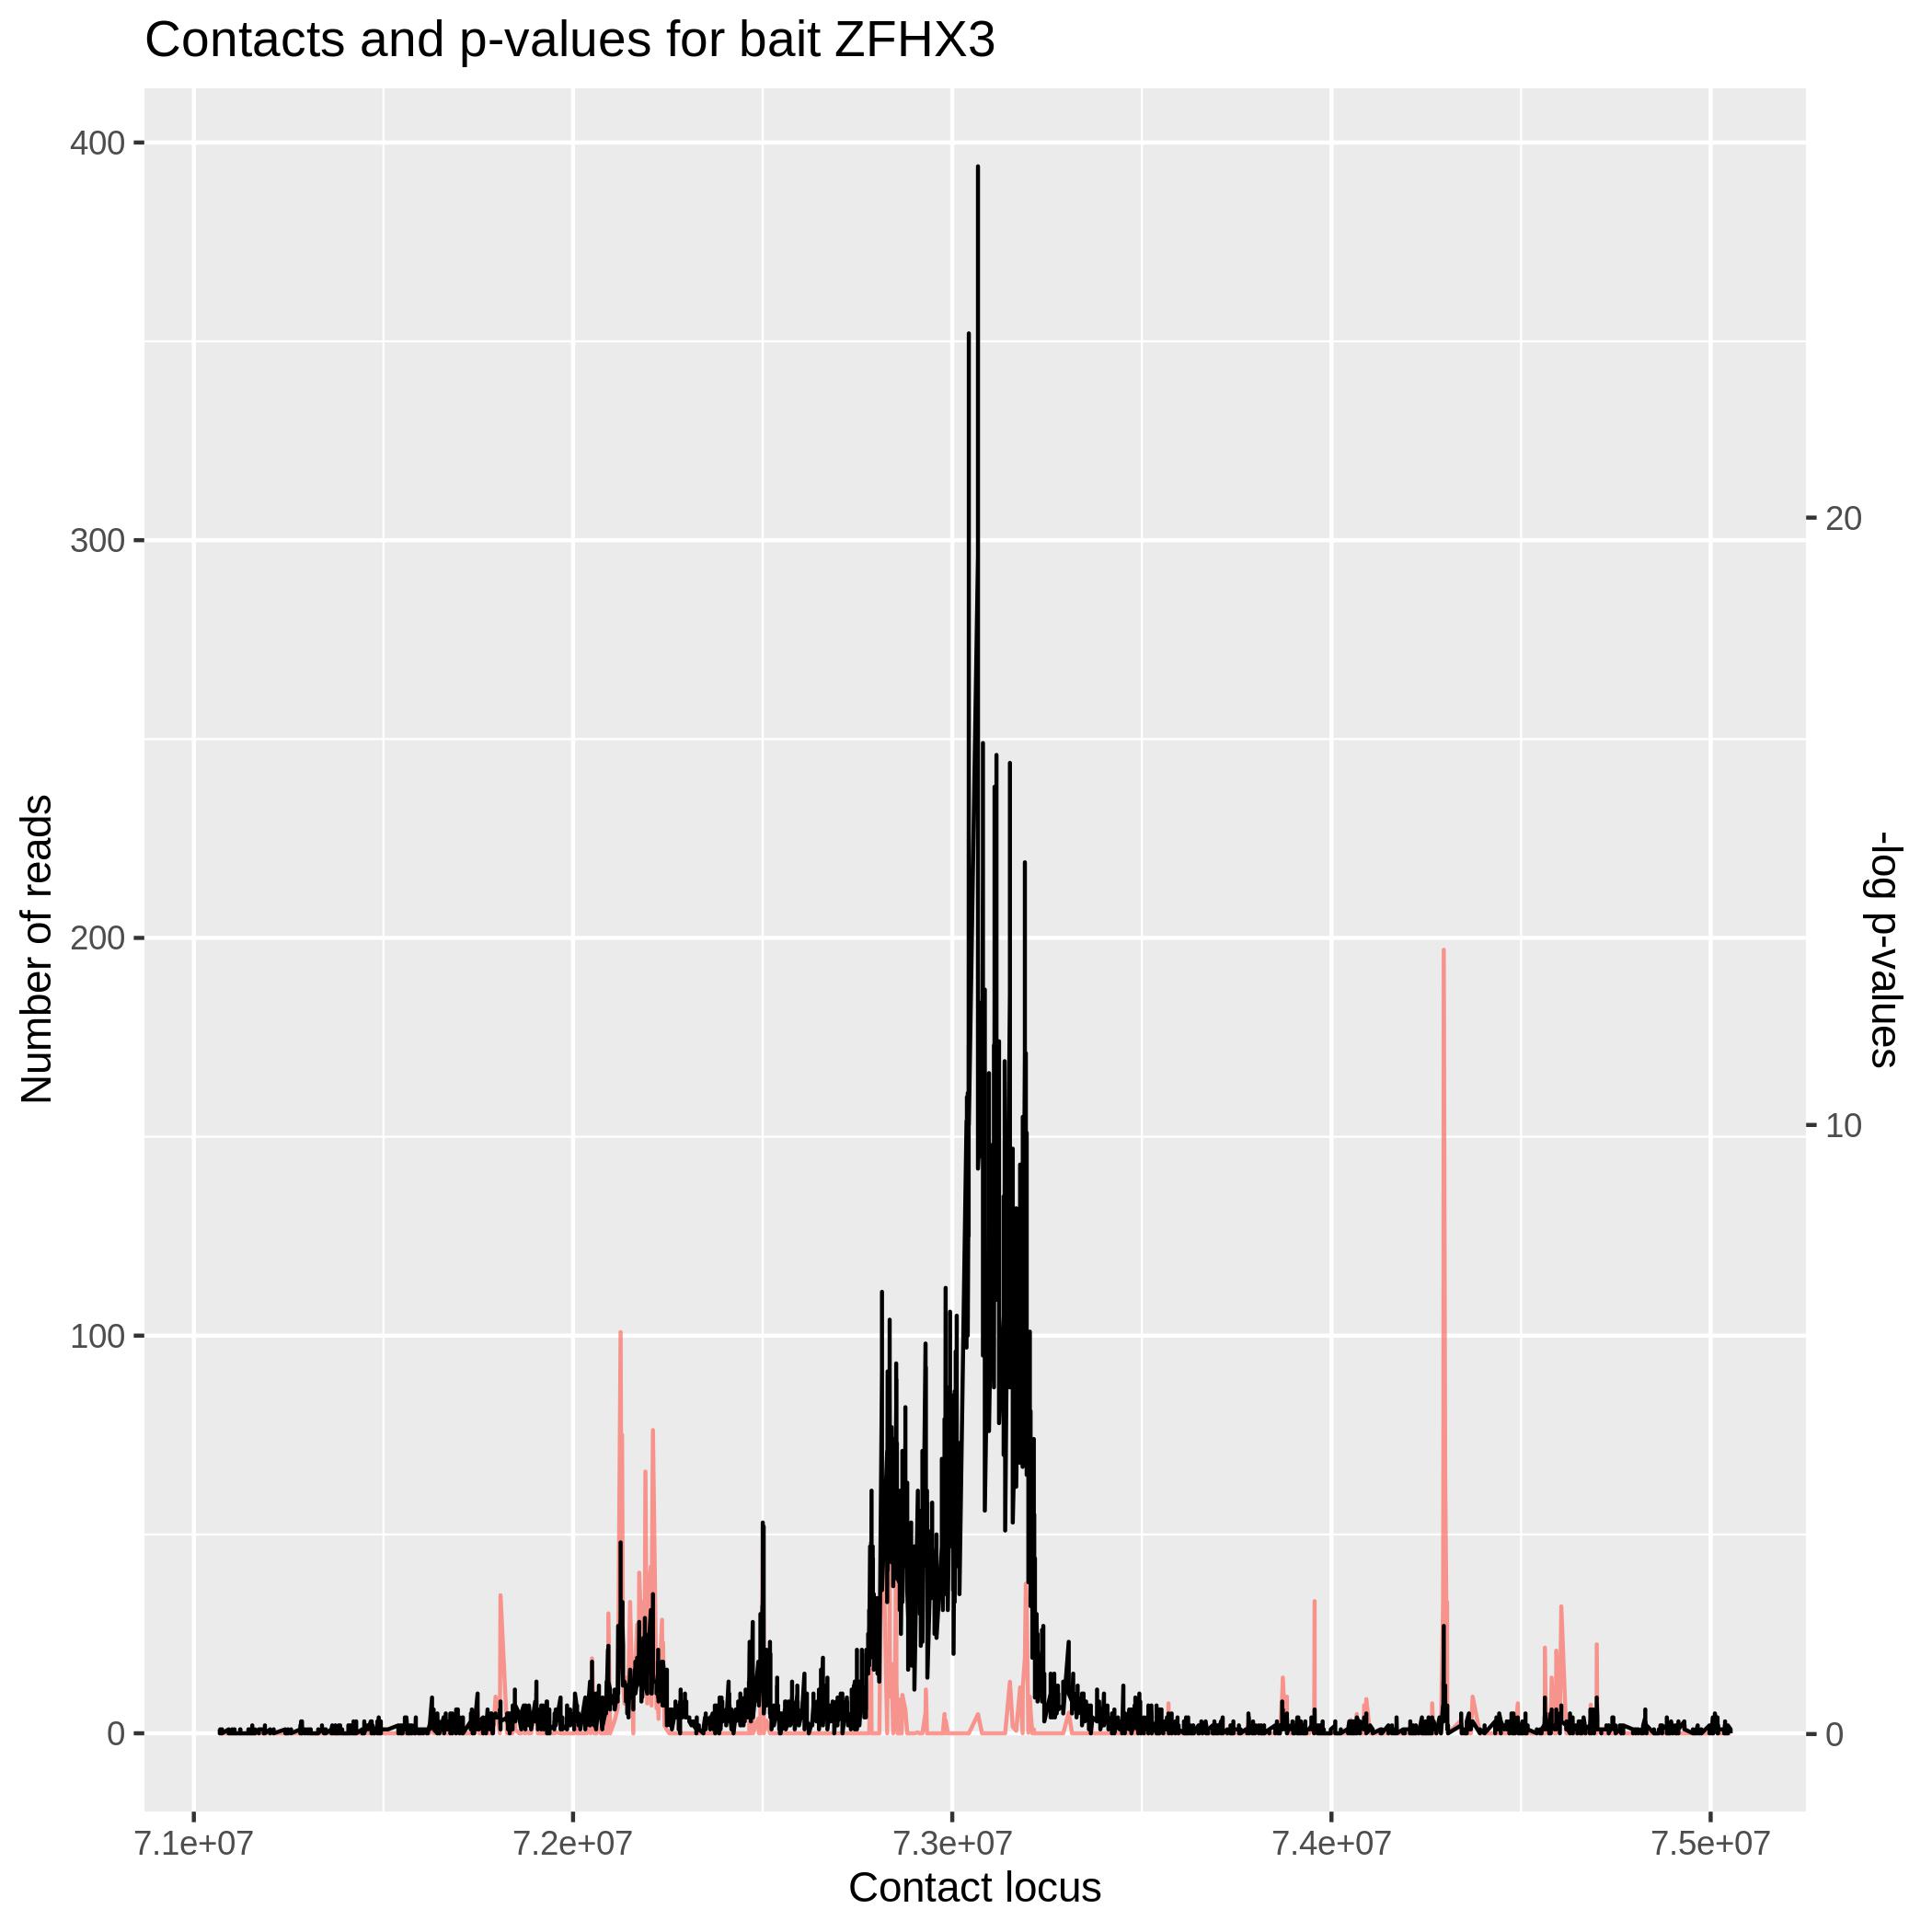 Contacts and p-values for bait ZFHX3
400
300
200
100
0
Number of reads
20
10
0
-log p-values
7.1e+07
7.2e+07
7.3e+07
7.4e+07
7.5e+07
Contact locus